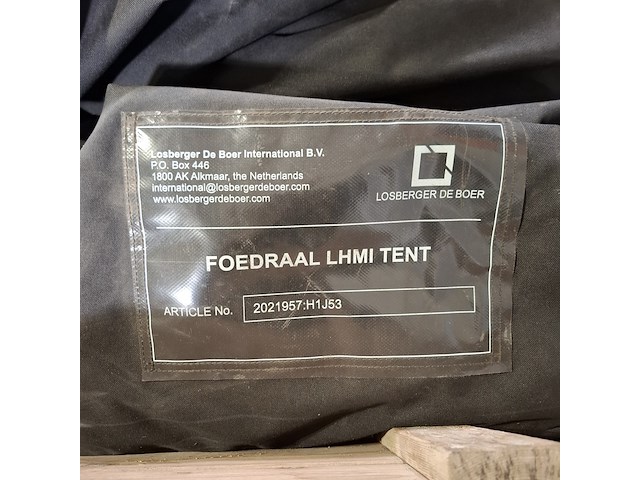 Losberger De Boer International B.V.
P.O. Box 446
1800 AK Alkmaar, the Netherlands
international@losbergerdeboer.com
www.losbergerdeboer.com
LOSBERGER DE BOER
FOEDRAAL LHMI TENT
ARTICLE No. 2021957:H1J53